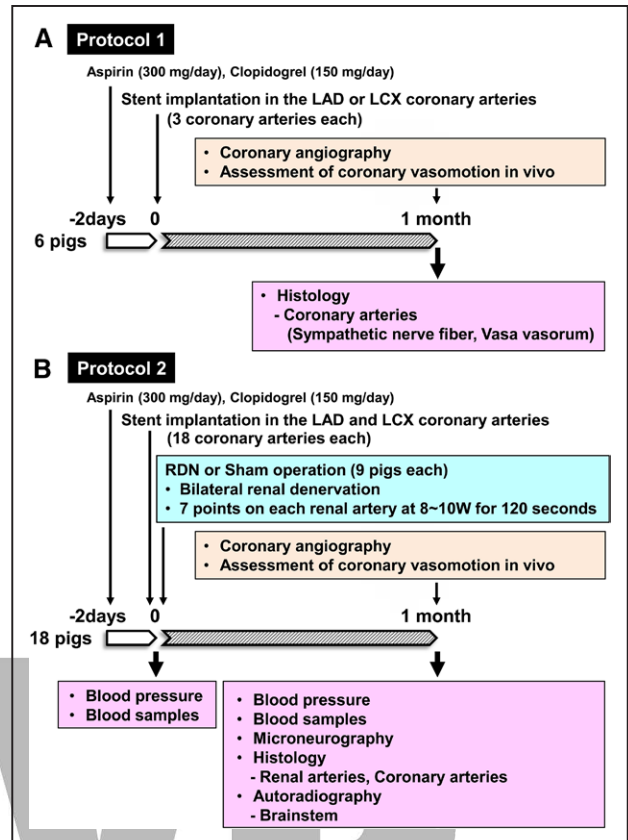 A Protocol 1
Aspirin (300 mg/day), Clopidogrel (150 mg/day)
Stent implantation in the LAD or LCX coronary arteries
(3 coronary arteries each)
• Coronary angiography
• Assessment of coronary vasomotion in vivo
-2days 0 1 month
6 pigs
• Histology
- Coronary arteries
(Sympathetic nerve fiber, Vasa vasorum)
B Protocol 2
Aspirin (300 mg/day), Clopidogrel (150 mg/day)
Stent implantation in the LAD and LCX coronary arteries
(18 coronary arteries each)
RDN or Sham operation (9 pigs each)
• Bilateral renal denervation
• 7 points on each renal artery at 8~10W for 120 seconds
• Coronary angiography
• Assessment of coronary vasomotion in vivo
-2days 0 1 month
18 pigs
• Blood pressure
• Blood samples
• Blood pressure
• Blood samples
• Microneurography
• Histology
- Renal arteries, Coronary arteries
• Autoradiography
- Brainstem